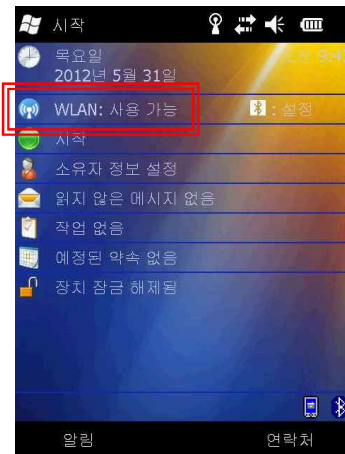 시작
목요일
2012년 5월 31일
WLAN: 사용 가능
: 설정
시작
소유자 정보 설정
읽지 않은 메시지 없음
작업 없음
예정된 약속 없음
장치 잠금 해제됨
알림
연락처